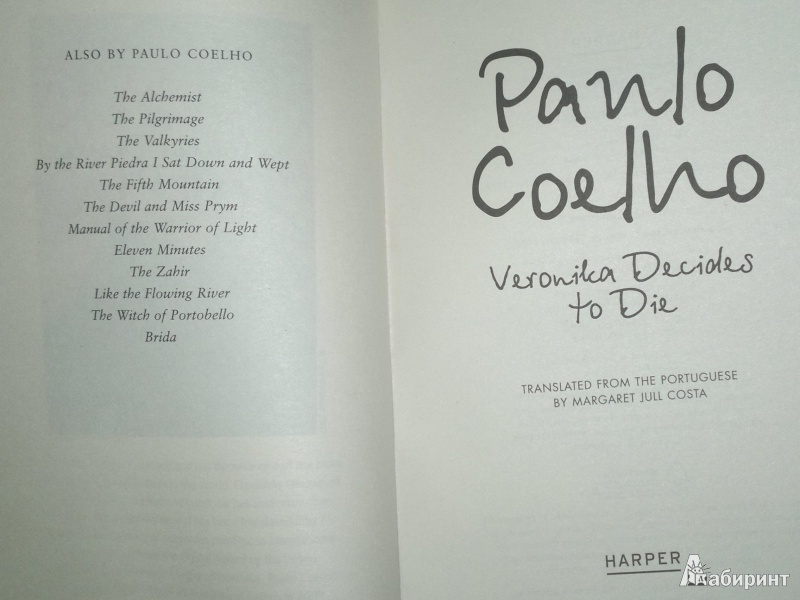 ALSO BY PAULO COELHO
The Alchemist
The Pilgrimage
The Valkyries
By the River Piedra I Sat Down and Wept
The Fifth Mountain
The Devil and Miss Prym
Manual of the Warrior of Light
Eleven Minutes
The Zahir
Like the Flowing River
The Witch of Portobello
Brida
Paulo
Coelho
Veronika Decides
to Die
TRANSLATED FROM THE PORTUGUESE
BY MARGARET JULL COSTA
HARPER
Лабиринт